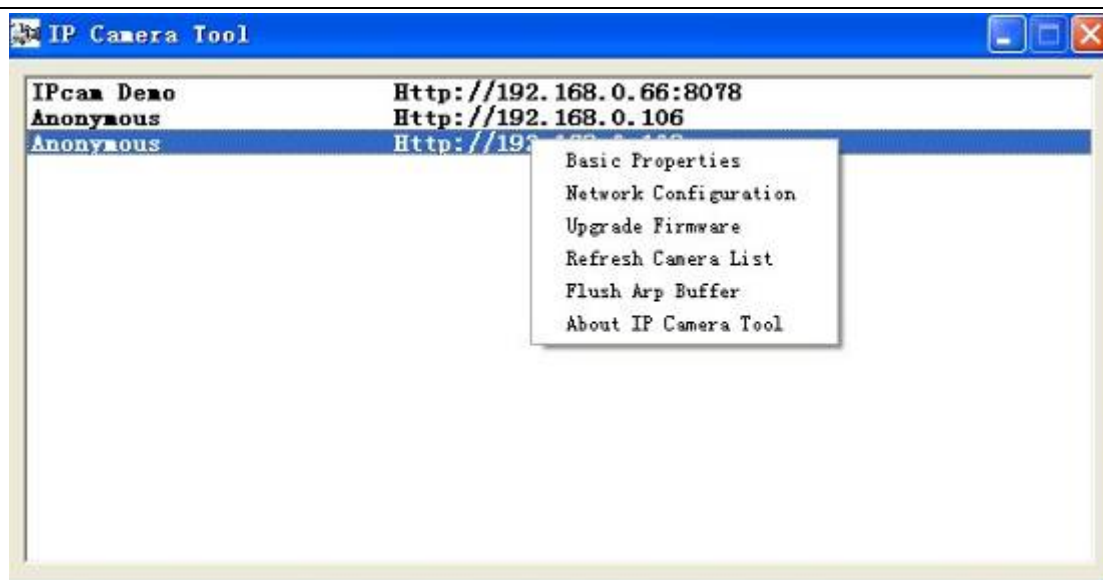 IP Camera Tool
IPcam Demo Http://192.168.0.66:8078
Anonymous Http://192.168.0.106
Anonymous
Basic Properties
Network Configuration
Upgrade Firmware
Refresh Camera List
Flush Arp Buffer
About IP Camera Tool